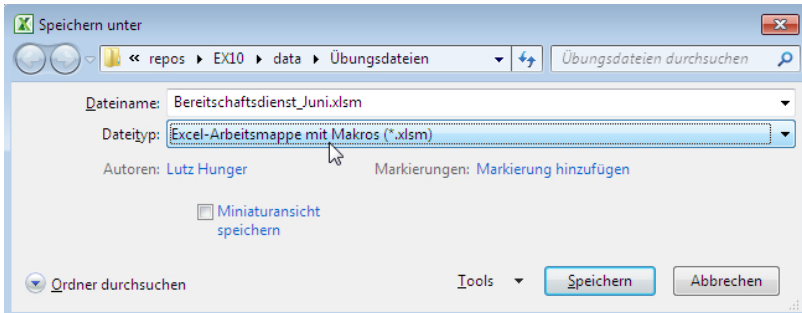 Speichern unter
« repos EX10 data Übungsdateien Übungsdateien durchsuchen
Dateiname: Bereitschaftsdienst_Juni.xlsm
Dateityp: Excel-Arbeitsmappe mit Makros (*.xlsm)
Autoren: Lutz Hunger Markierungen: Markierung hinzufügen
Miniaturansicht
speichern
Ordner durchsuchen Tools Speichern Abbrechen